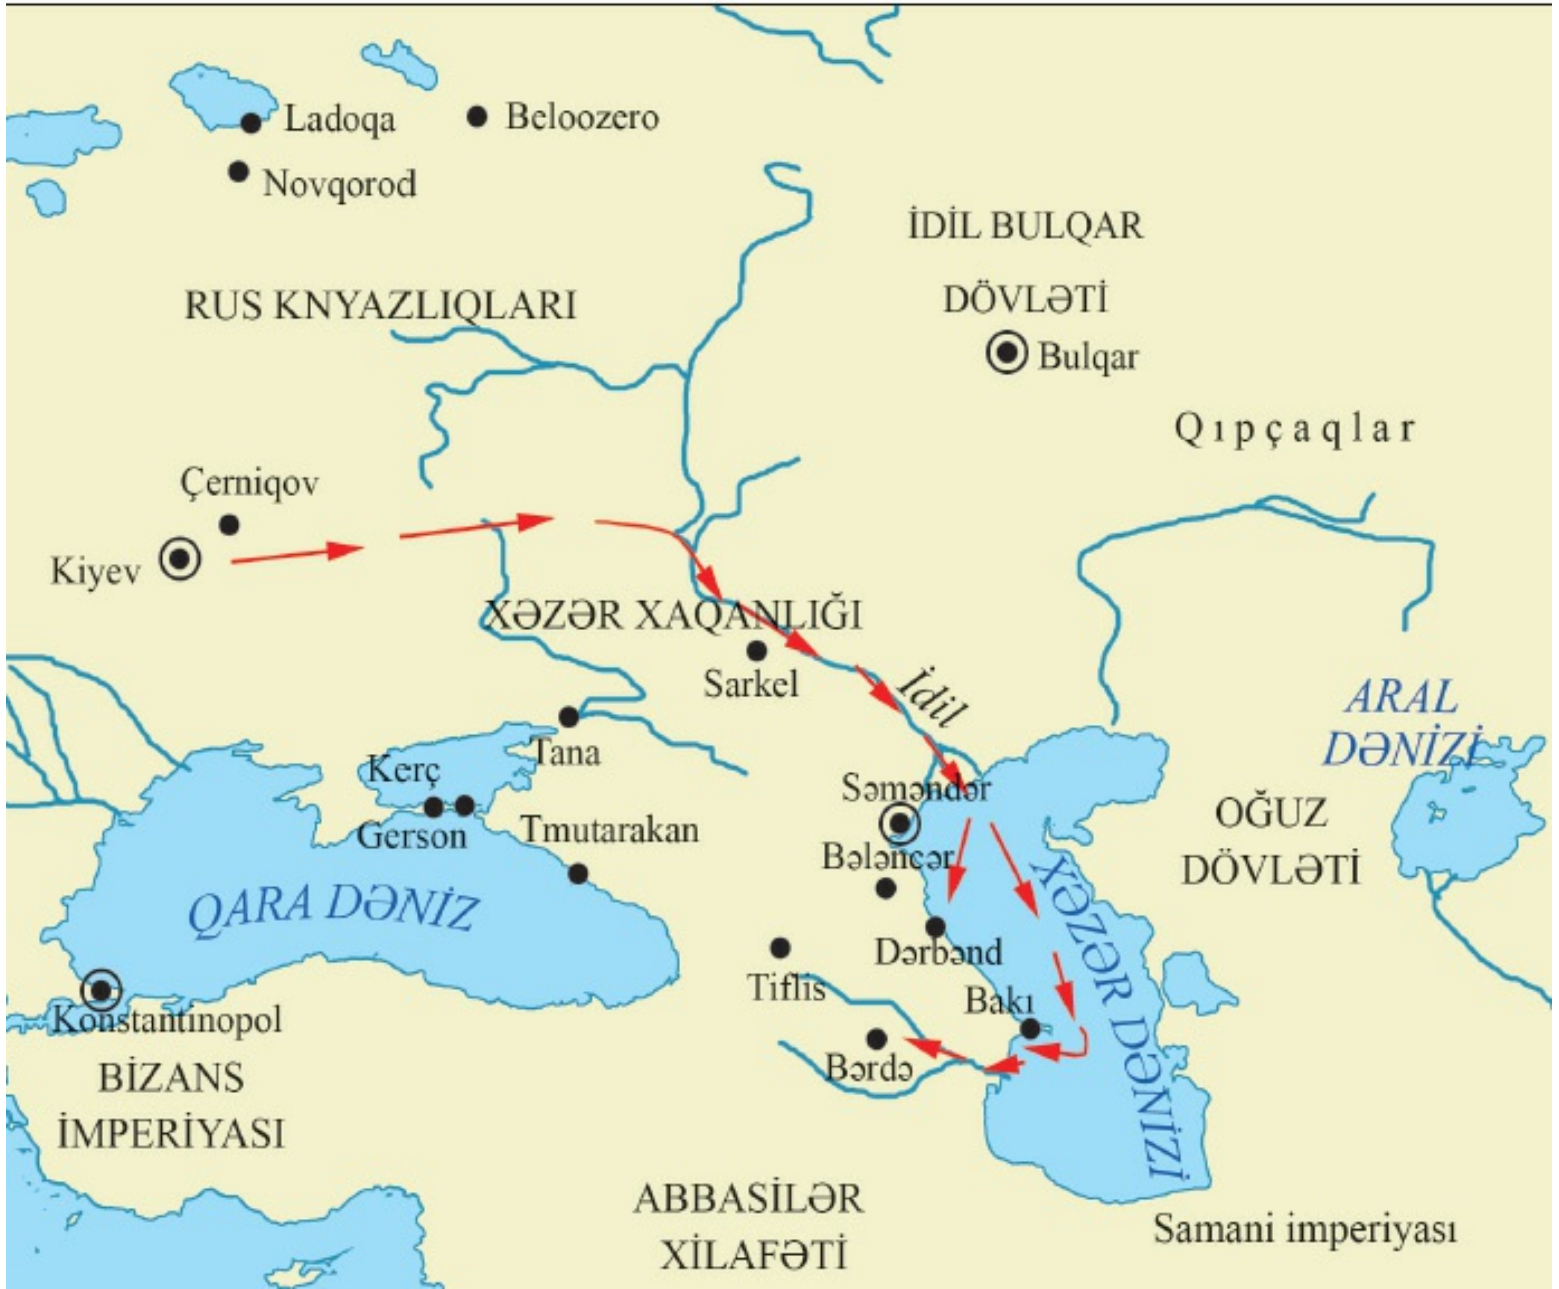 Ladoqa
Beloozero
Novqorod
İDİL BULQAR
DÖVLƏTİ
RUS KNYAZLIQLARI
Bulqar
Qıpçaqlar
Çerniqov
Kiyev
XƏZƏR XAQANLIĞI
Sarkel
İdil
ARAL
DƏNİZİ
Tana
Kerç
Səməndər
OĞUZ
DÖVLƏTİ
Gerson
Tmutarakan
Bələncər
QARA DƏNİZ
XƏZƏR DƏNİZİ
Dərbənd
Tiflis
Bakı
Konstantinopol
Bərdə
BİZANS
İMPERİYASI
ABBASİLƏR
XİLAFƏTİ
Samani imperiyası